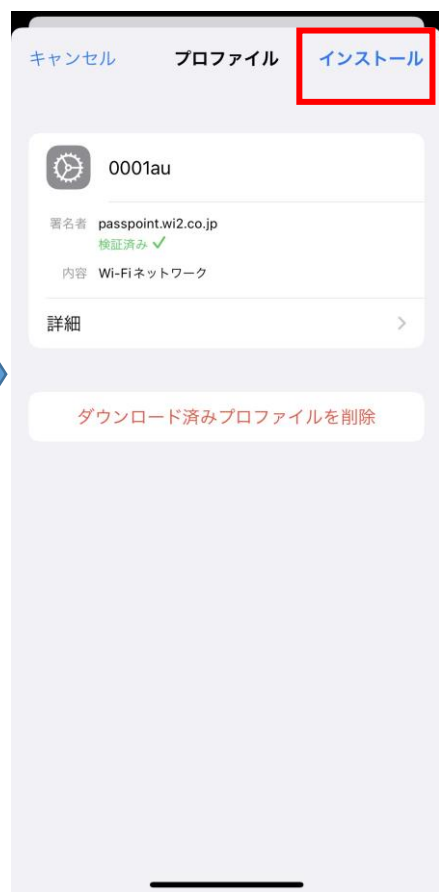 キャンセル プロファイル インストール
0001au
署名者 passpoint.wi2.co.jp
検証済み ✓
内容 Wi-Fiネットワーク
詳細 >
ダウンロード済みプロファイルを削除